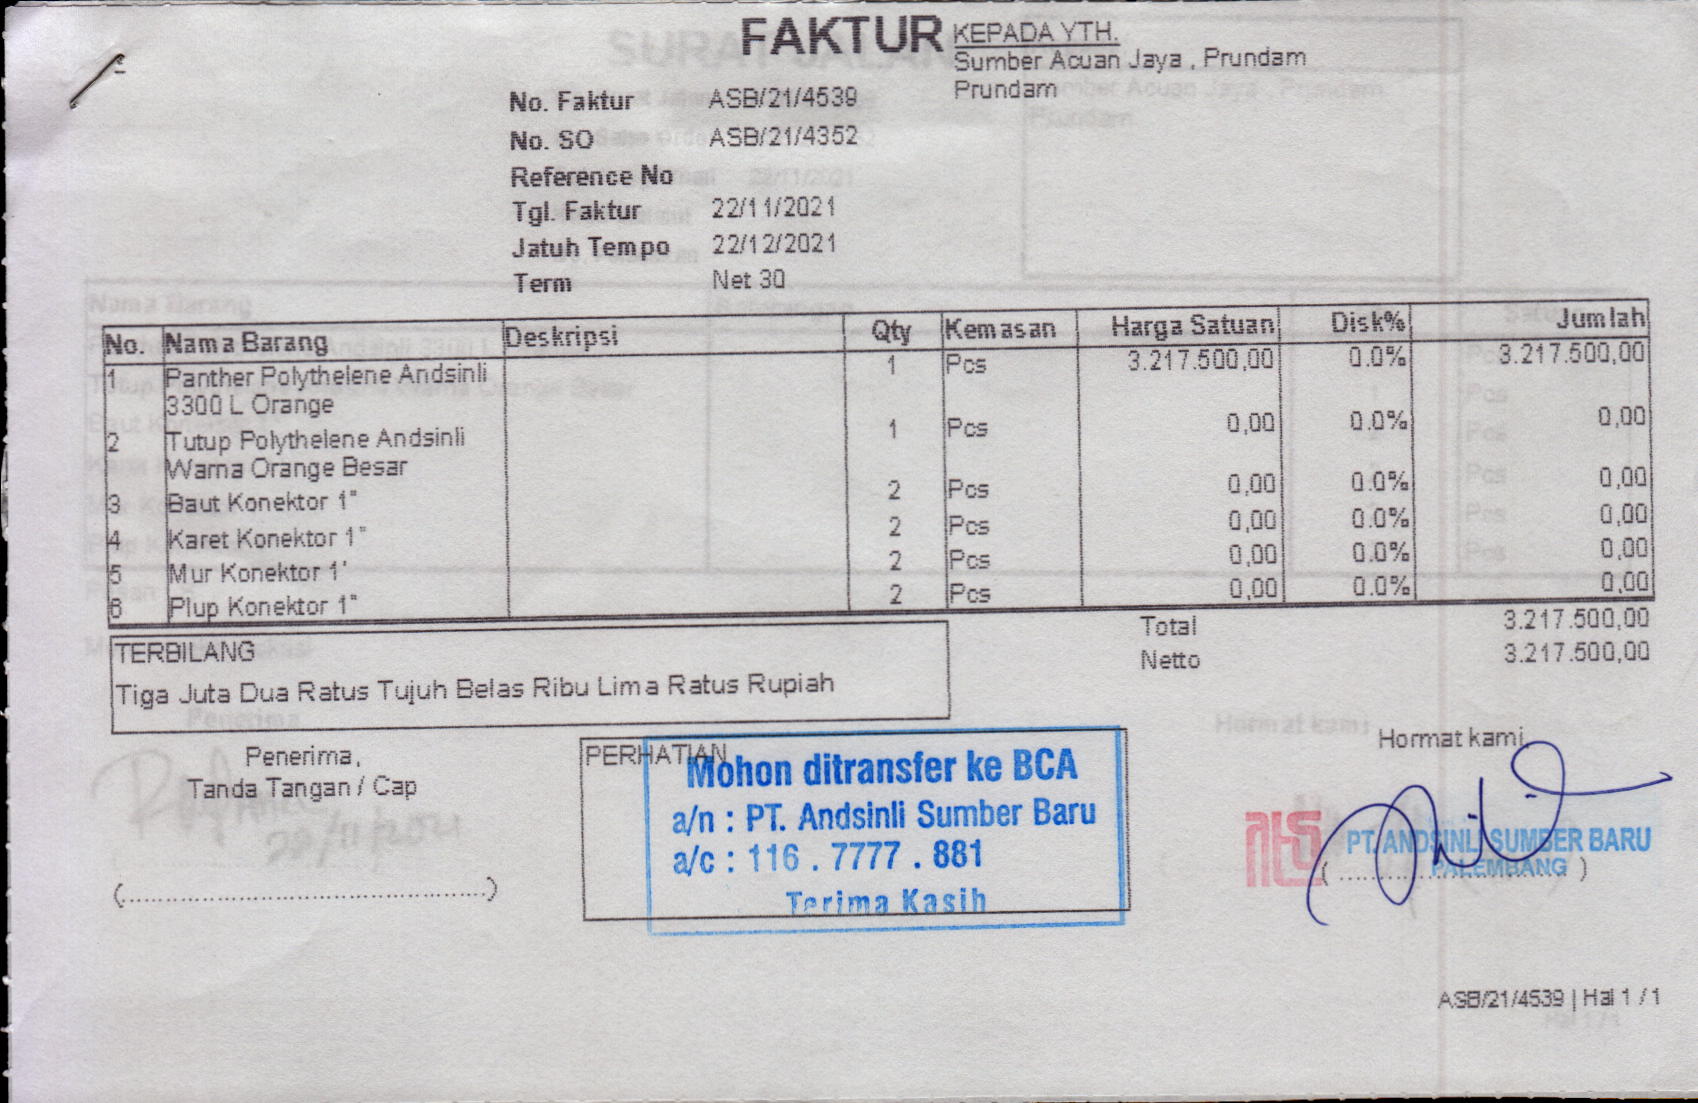 FAKTUR
KEPADA YTH.
Sumber Acuan Jaya , Prundam
Prundam
No. Faktur ASB/21/4539
No. SO ASB/21/4352
Reference No
Tgl. Faktur 22/11/2021
Jatuh Tempo 22/12/2021
Term Net 30
No. Nama Barang Deskripsi Qty Kemasan Harga Satuan Disk% Jumlah
1 Panther Polythelene Andsinli 1 Pcs 3.217.500,00 0.0% 3.217.500,00
3300 L Orange
2 Tutup Polythelene Andsinli 1 Pcs 0,00 0.0% 0,00
Warna Orange Besar
3 Baut Konektor 1" 2 Pcs 0,00 0.0% 0,00
4 Karet Konektor 1" 2 Pcs 0,00 0.0% 0,00
5 Mur Konektor 1' 2 Pcs 0,00 0.0% 0,00
6 Plup Konektor 1" 2 Pcs 0,00 0.0% 0,00
Total 3.217.500,00
Netto 3.217.500,00
TERBILANG
Tiga Juta Dua Ratus Tujuh Belas Ribu Lima Ratus Rupiah
Penerima,
Tanda Tangan / Cap
(................................................)
PERHATIAN
Mohon ditransfer ke BCA
a/n : PT. Andsinli Sumber Baru
a/c : 116 . 7777 . 881
Terima Kasih
Hormat kami,
PT. ANDSINLI SUMBER BARU
PALEMBANG
ASB/21/4539 | Hal 1 / 1